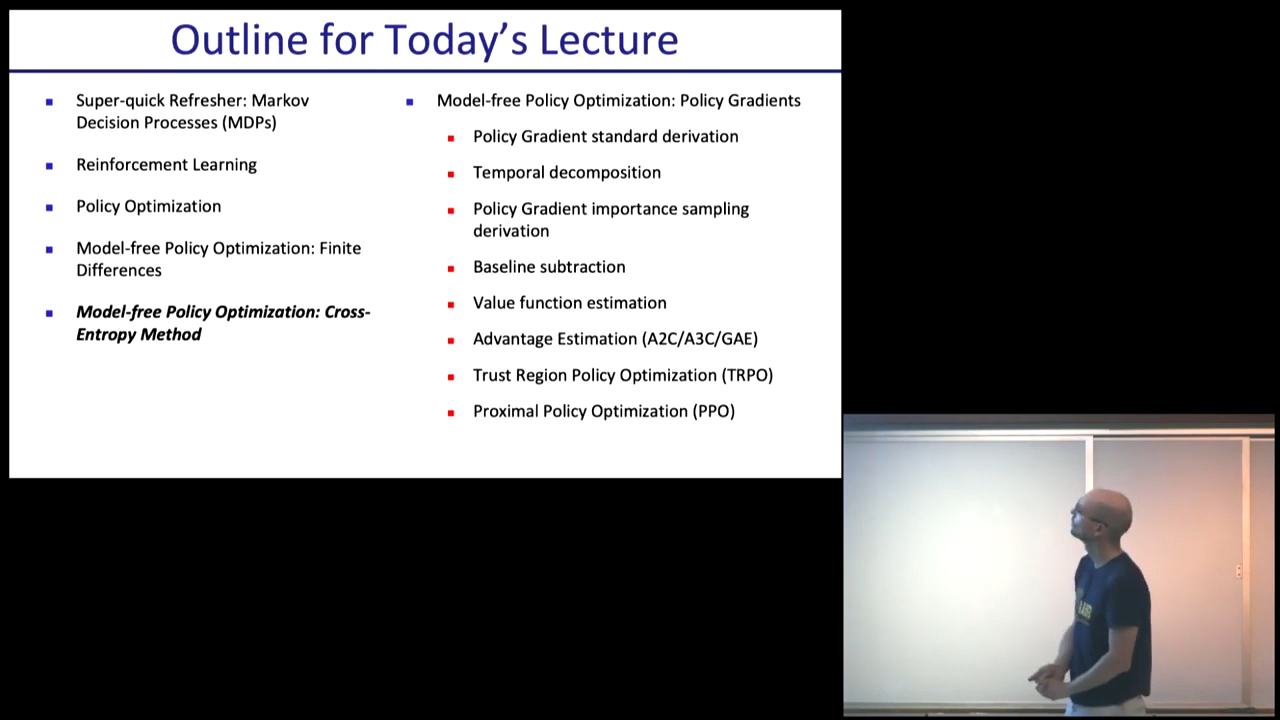 Outline for Today's Lecture
Super-quick Refresher: Markov
Decision Processes (MDPs)
Reinforcement Learning
Policy Optimization
Model-free Policy Optimization: Finite
Differences
Model-free Policy Optimization: Cross-
Entropy Method
Model-free Policy Optimization: Policy Gradients
Policy Gradient standard derivation
Temporal decomposition
Policy Gradient importance sampling
derivation
Baseline subtraction
Value function estimation
Advantage Estimation (A2C/A3C/GAE)
Trust Region Policy Optimization (TRPO)
Proximal Policy Optimization (PPO)